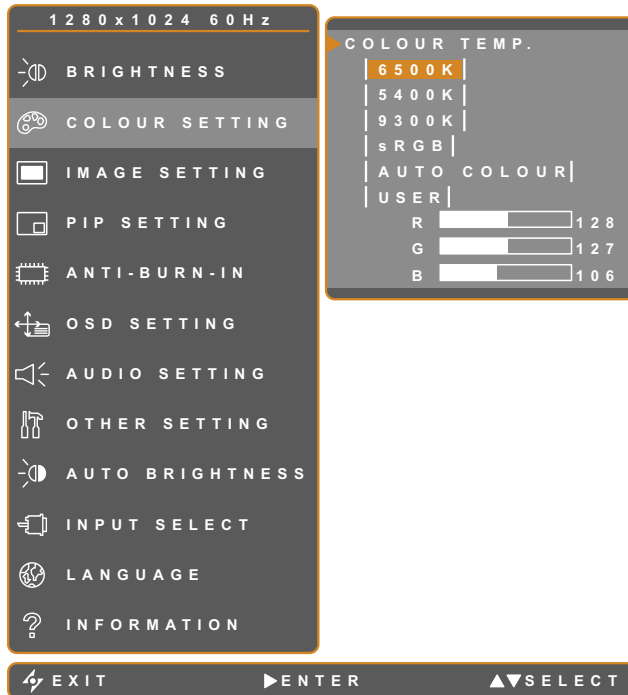 1280x1024 60Hz
BRIGHTNESS
COLOUR SETTING
IMAGE SETTING
PIP SETTING
ANTI-BURN-IN
OSD SETTING
AUDIO SETTING
OTHER SETTING
AUTO BRIGHTNESS
INPUT SELECT
LANGUAGE
INFORMATION
COLOUR TEMP.
6500K
5400K
9300K
sRGB
AUTO COLOUR
USER
R 128
G 127
B 106
EXIT ENTER SELECT